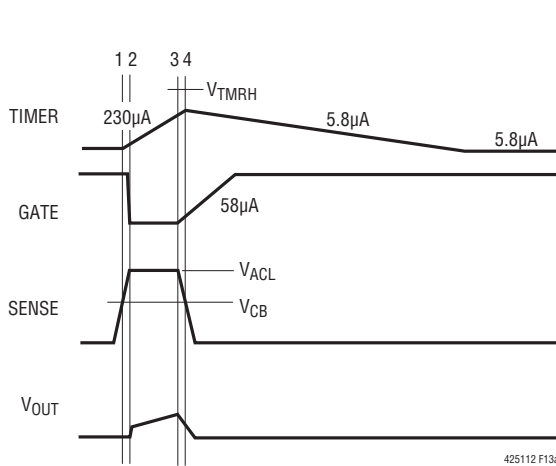 1 2 3 4
VTMRH
TIMER 230µA 5.8µA 5.8µA
GATE 58µA
VACL
SENSE VCB
VOUT
425112 F13a